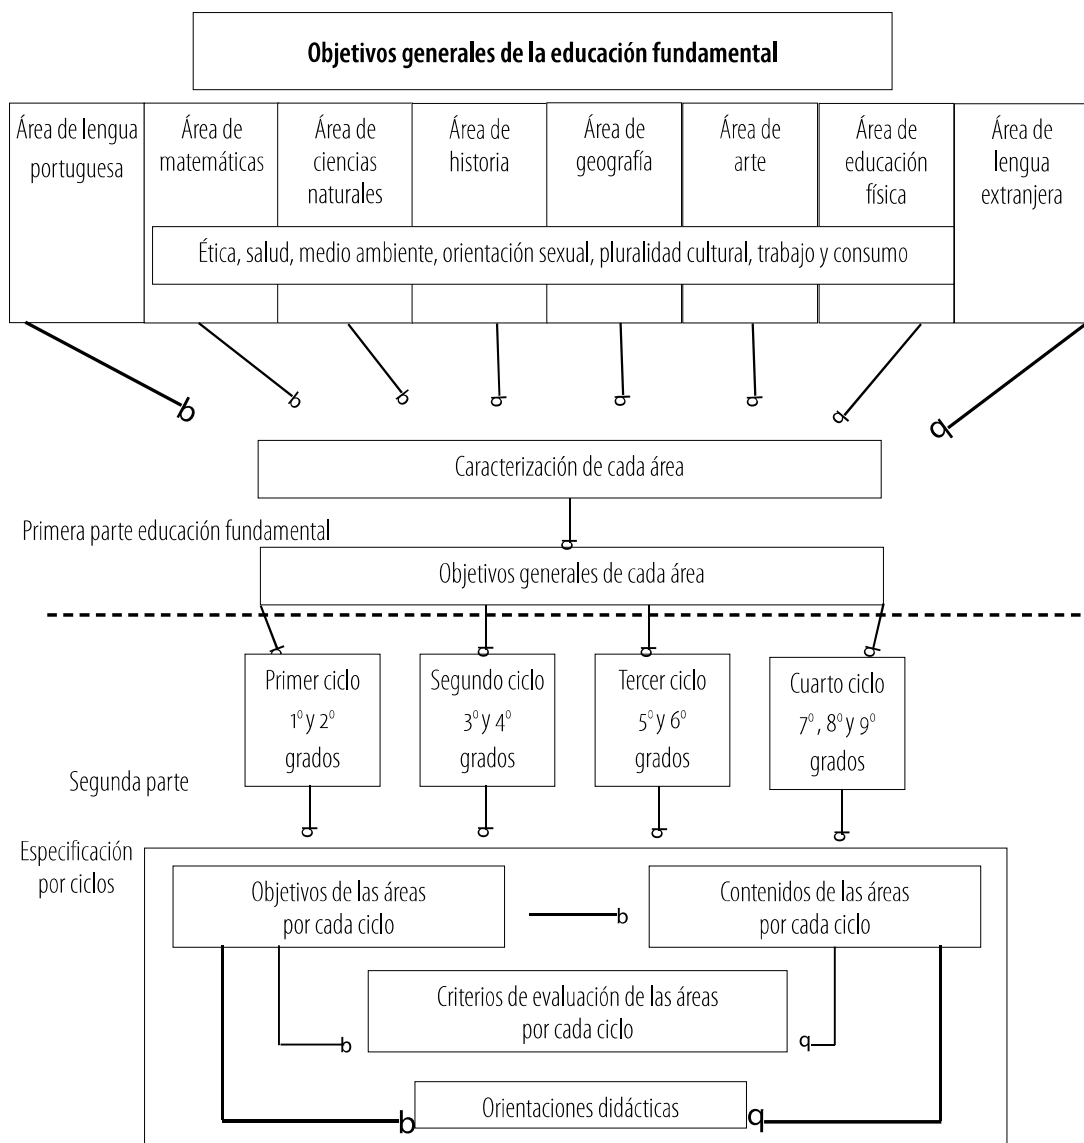 Objetivos generales de la educación fundamental
Área de lengua
portuguesa
Área de
matemáticas
Área de
ciencias
naturales
Área de
historia
Área de
geografía
Área de
arte
Área de
educación
física
Área de
lengua
extranjera
Ética, salud, medio ambiente, orientación sexual, pluralidad cultural, trabajo y consumo
b
b
b
q
q
q
q
q
Caracterización de cada área
q
Primera parte educación fundamental
Objetivos generales de cada área
q
q
q
q
Primer ciclo
1º y 2º
grados
Segundo ciclo
3º y 4º
grados
Tercer ciclo
5º y 6º
grados
Cuarto ciclo
7º, 8º y 9º
grados
Segunda parte
q
q
q
q
Especificación
por ciclos
Objetivos de las áreas
por cada ciclo
b
Contenidos de las áreas
por cada ciclo
Criterios de evaluación de las áreas
por cada ciclo
b
q
Orientaciones didácticas
b
q